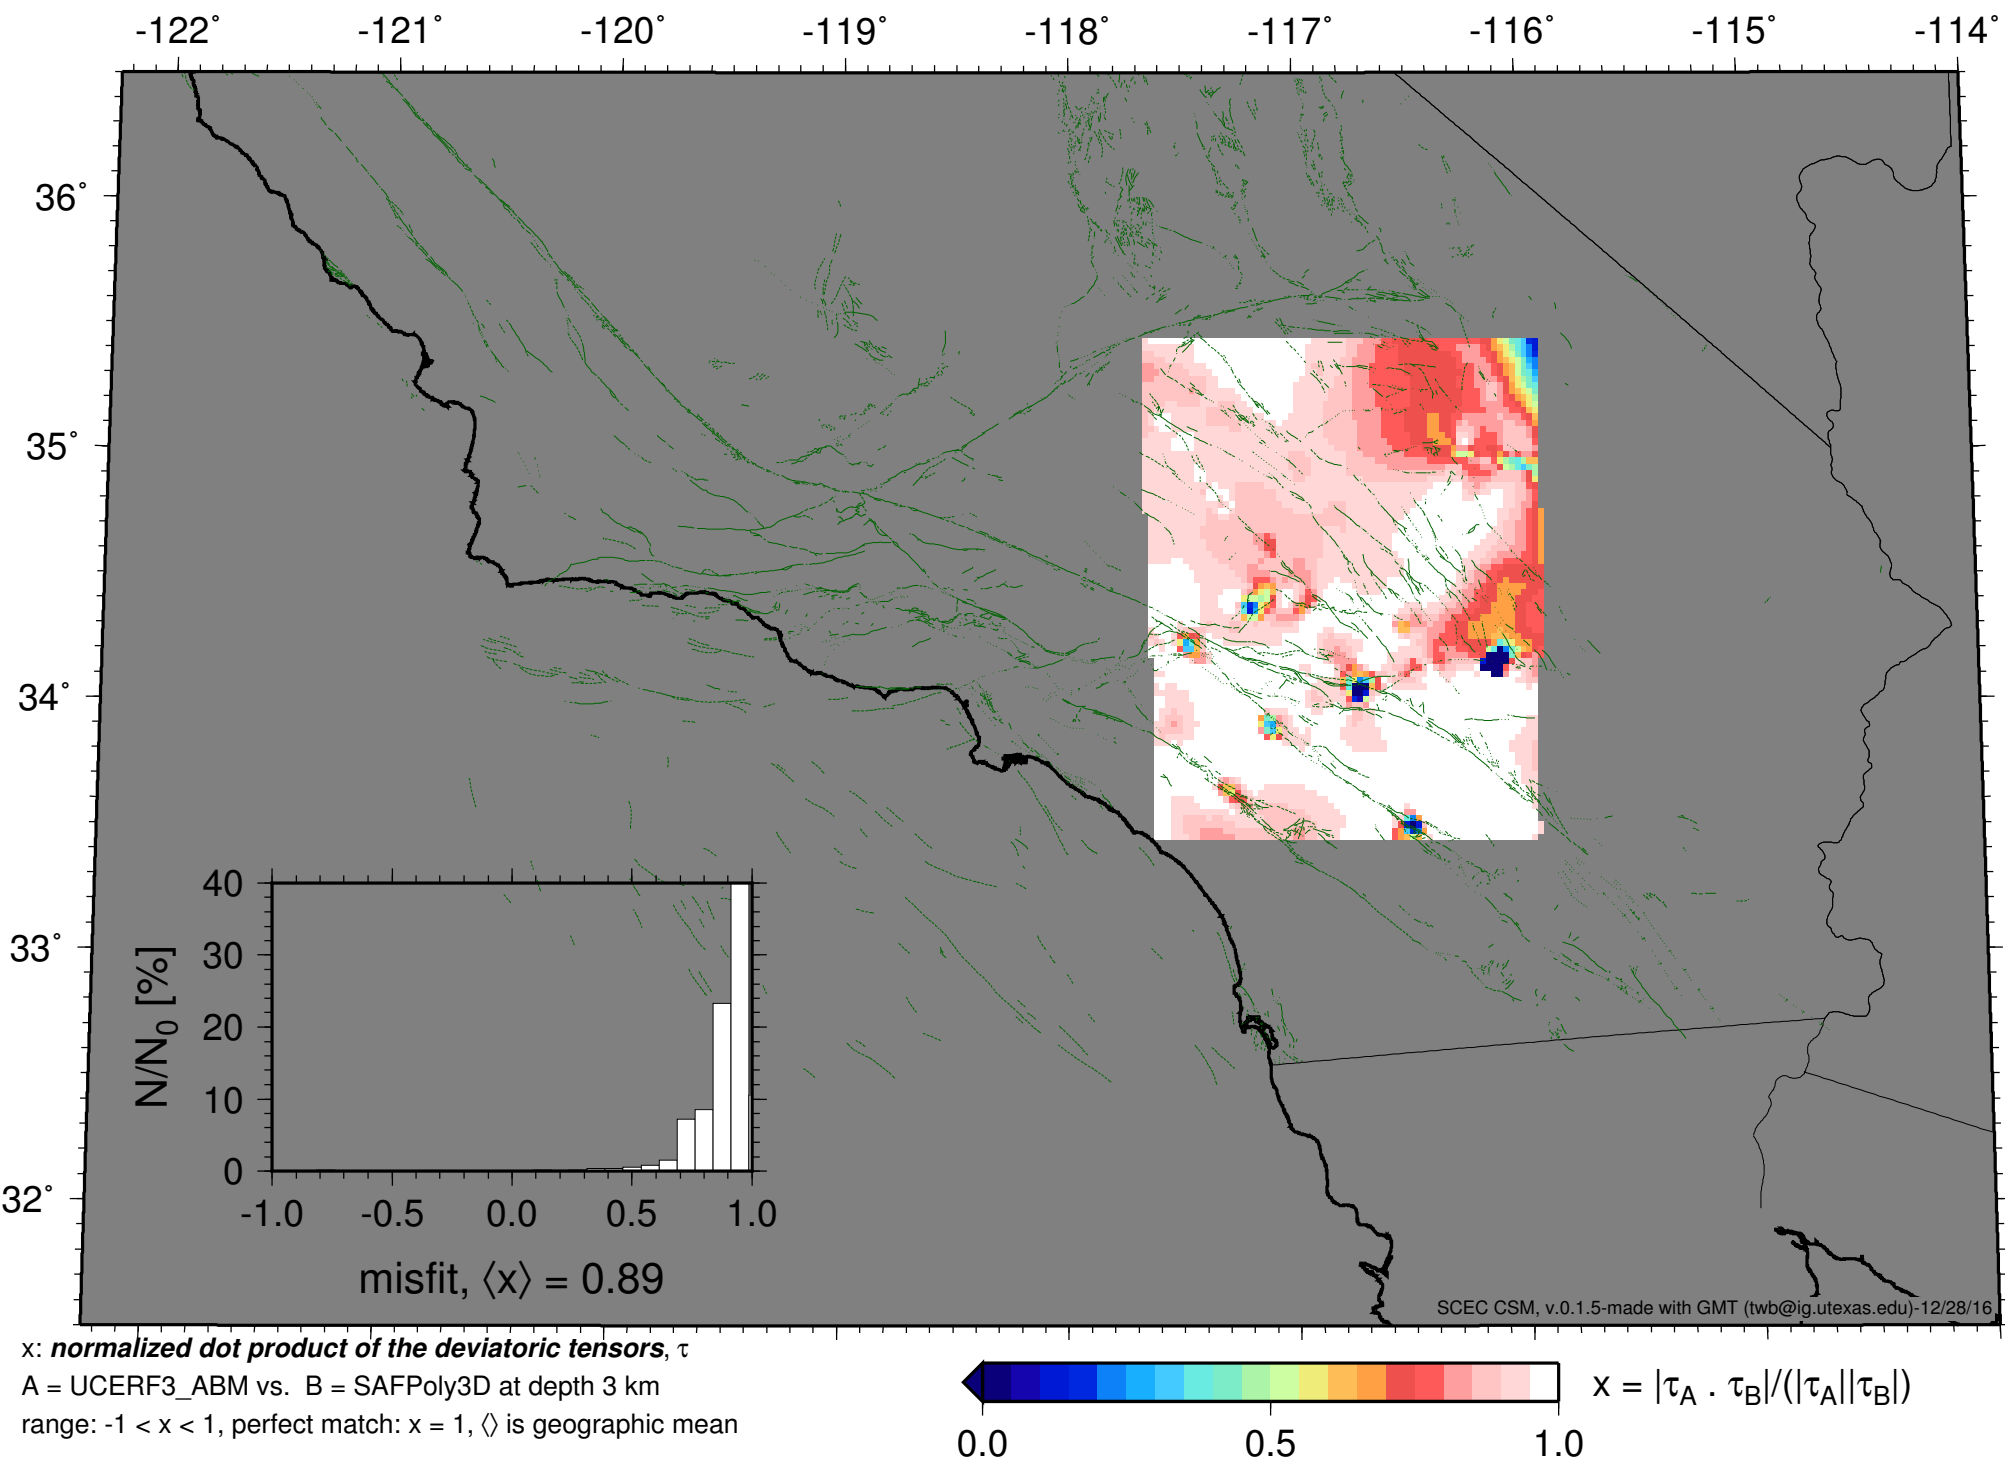 -122˚ -121˚ -120˚ -119˚ -118˚ -117˚ -116˚ -115˚ -114˚
36˚
35˚
34˚
33˚
32˚
40
30
20
10
0
N/N0 [%]
-1.0 -0.5 0.0 0.5 1.0
misfit, ⟨x⟩ = 0.89
SCEC CSM, v.0.1.5-made with GMT (twb@ig.utexas.edu)-12/28/16
x: normalized dot product of the deviatoric tensors, τ
A = UCERF3_ABM vs. B = SAFPoly3D at depth 3 km
range: -1 < x < 1, perfect match: x = 1, ⟨⟩ is geographic mean
x = |τA . τB|/(|τA||τB|)
0.0 0.5 1.0